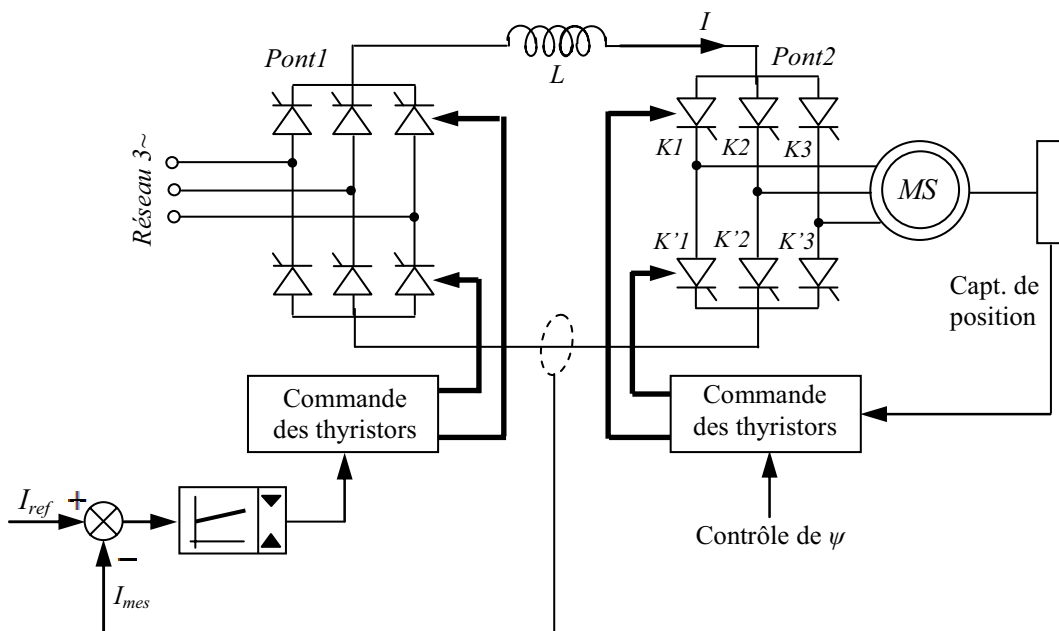 I
Pont1
L
Pont2
Réseau 3~
K1
K2
K3
MS
K'1
K'2
K'3
Capt. de
position
Commande
des thyristors
Commande
des thyristors
Iref
+
−
Imes
Contrôle de ψ